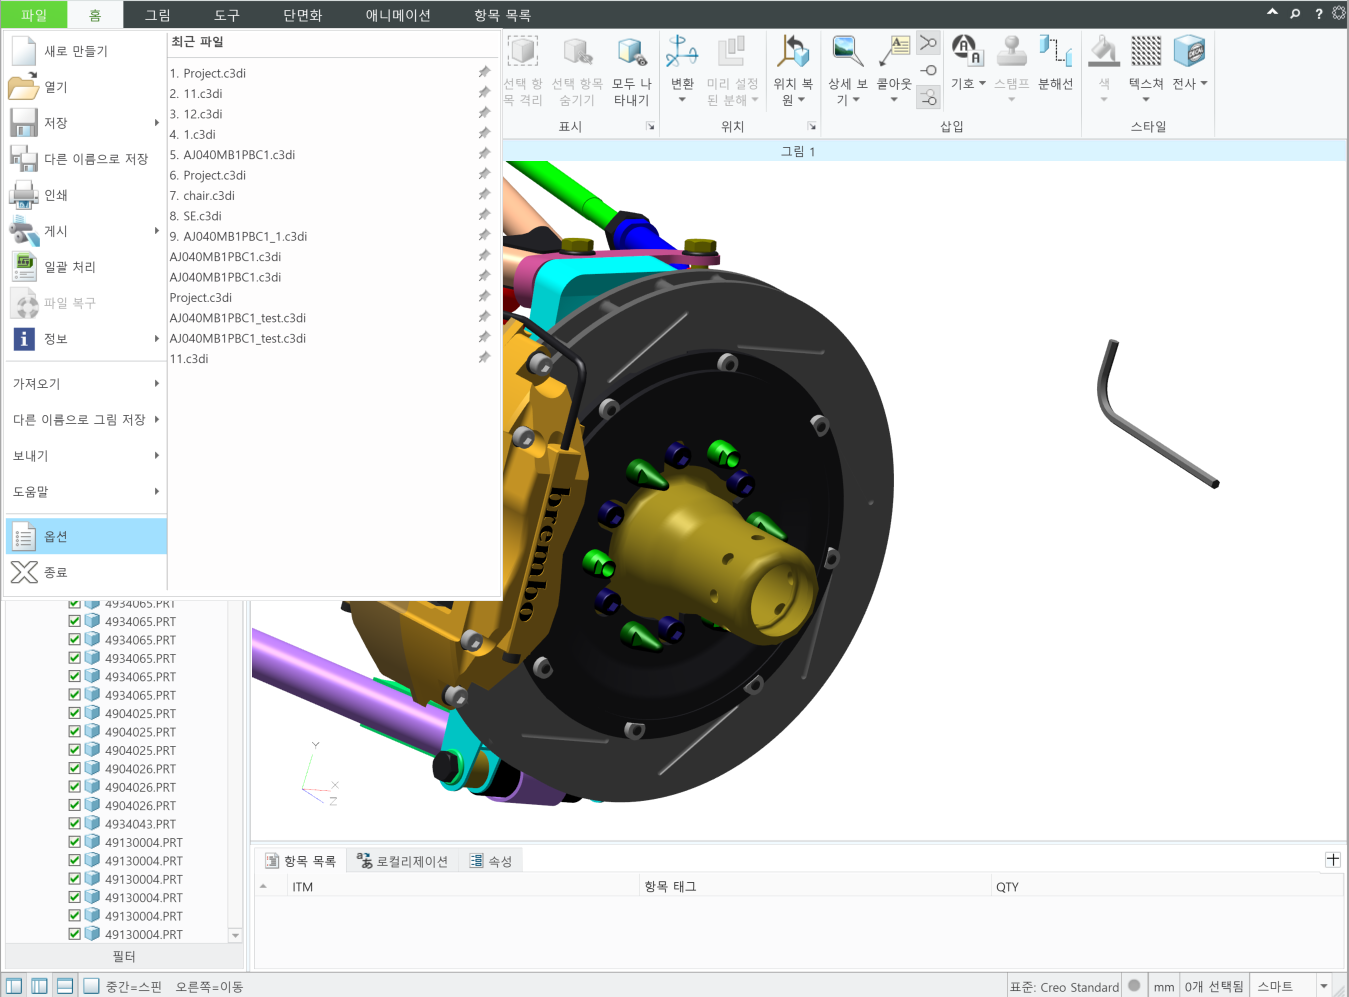 파일 홈 그림 도구 단면화 애니메이션 항목 목록
새로 만들기
열기
저장
다른 이름으로 저장
인쇄
게시
일괄 처리
파일 복구
정보
가져오기
다른 이름으로 그림 저장
보내기
도움말
옵션
종료
최근 파일
1. Project.c3di
2. 11.c3di
3. 12.c3di
4. 1.c3di
5. AJ040MB1PBC1.c3di
6. Project.c3di
7. chair.c3di
8. SE.c3di
9. AJ040MB1PBC1_1.c3di
AJ040MB1PBC1.c3di
AJ040MB1PBC1.c3di
Project.c3di
AJ040MB1PBC1_test.c3di
AJ040MB1PBC1_test.c3di
11.c3di
선택 항목 격리
선택 항목 숨기기
모두 나타내기
표시
변환
미리 설정된 분해
위치 복원
위치
상세 보기
콜아웃
기호
스탬프
분해선
삽입
색
텍스쳐
전사
DECAL
스타일
그림 1
brembo
Y
X
Z
4934065.PRT
4934065.PRT
4934065.PRT
4934065.PRT
4934065.PRT
4934065.PRT
4904025.PRT
4904025.PRT
4904025.PRT
4904026.PRT
4904026.PRT
4904026.PRT
4934043.PRT
49130004.PRT
49130004.PRT
49130004.PRT
49130004.PRT
49130004.PRT
49130004.PRT
필터
항목 목록 로컬리제이션 속성
ITM 항목 태그 QTY
중간=스핀 오른쪽=이동
표준: Creo Standard mm 0개 선택됨 스마트